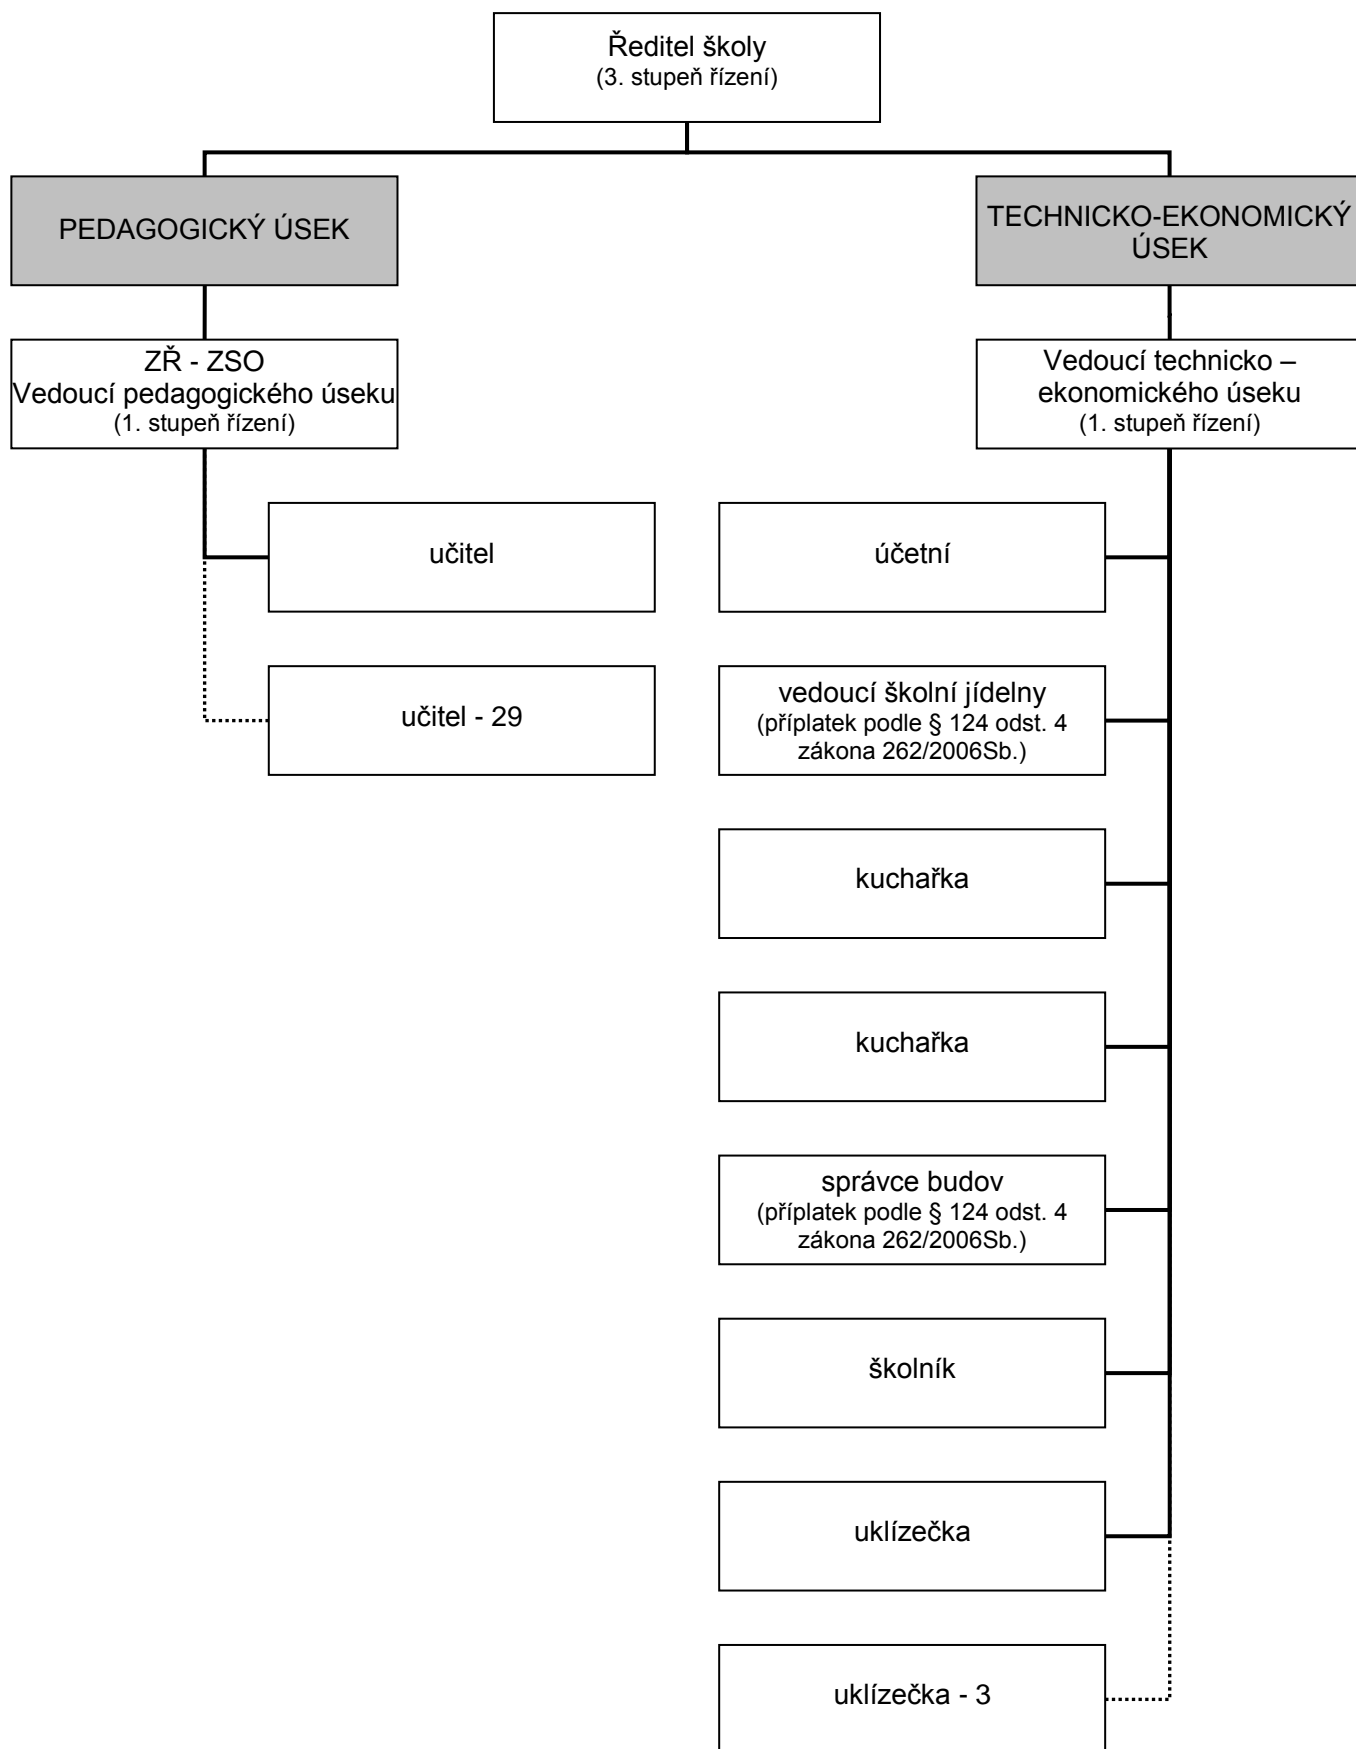 Ředitel školy
(3. stupeň řízení)
PEDAGOGICKÝ ÚSEK
TECHNICKO-EKONOMICKÝ
ÚSEK
ZŘ - ZSO
Vedoucí pedagogického úseku
(1. stupeň řízení)
Vedoucí technicko –
ekonomického úseku
(1. stupeň řízení)
učitel
účetní
učitel - 29
vedoucí školní jídelny
(příplatek podle § 124 odst. 4
zákona 262/2006Sb.)
kuchařka
kuchařka
správce budov
(příplatek podle § 124 odst. 4
zákona 262/2006Sb.)
školník
uklízečka
uklízečka - 3